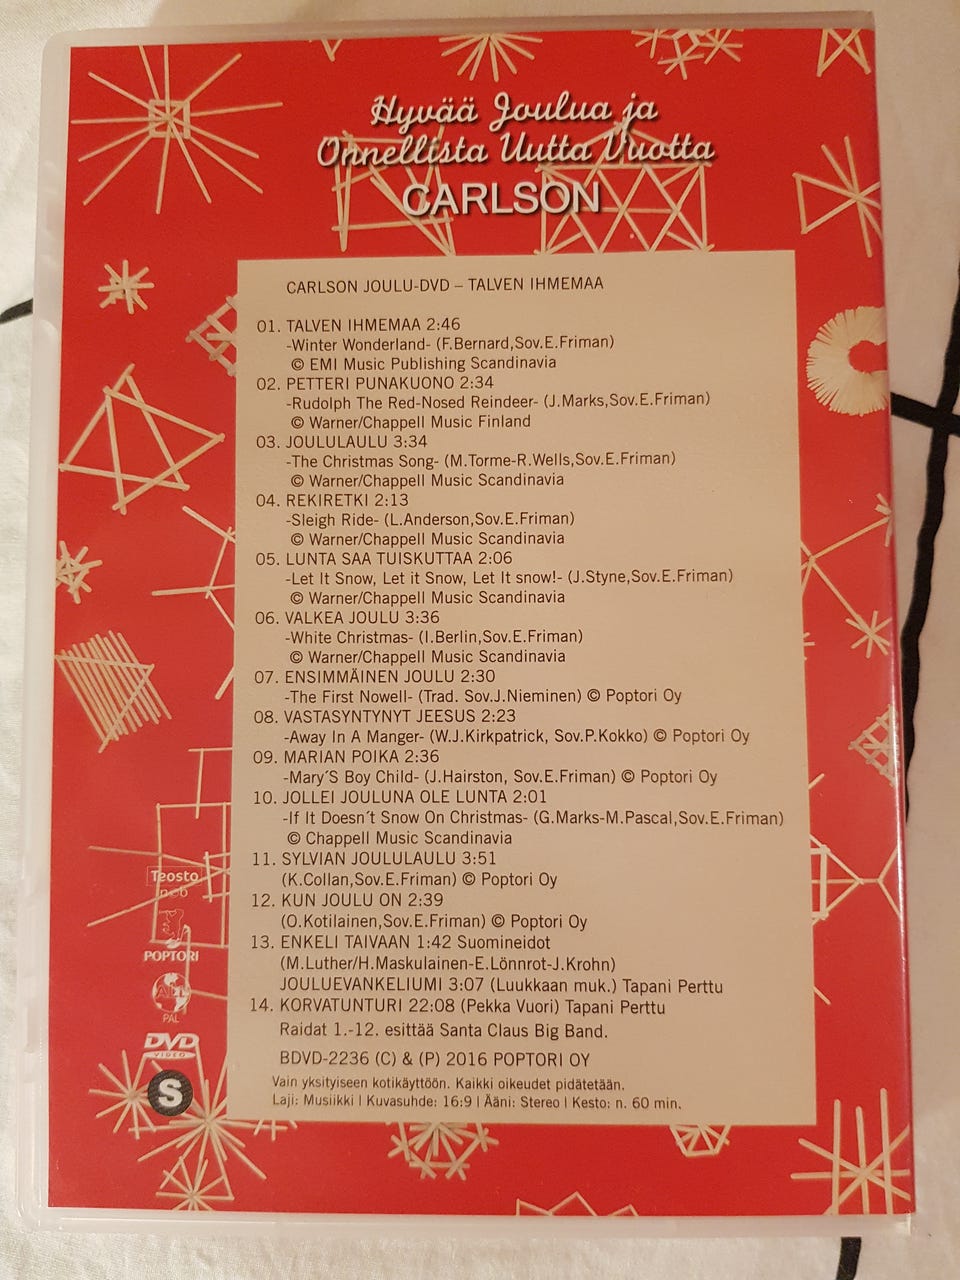 Hyvää Joulua ja
Onnellista Uutta Vuotta
CARLSON
CARLSON JOULU-DVD – TALVEN IHMEMAA
01. TALVEN IHMEMAA 2:46
-Winter Wonderland- (F.Bernard,Sov.E.Friman)
© EMI Music Publishing Scandinavia
02. PETTERI PUNAKUONO 2:34
-Rudolph The Red-Nosed Reindeer- (J.Marks,Sov.E.Friman)
© Warner/Chappell Music Finland
03. JOULULAULU 3:34
-The Christmas Song- (M.Torme-R.Wells,Sov.E.Friman)
© Warner/Chappell Music Scandinavia
04. REKIRETKI 2:13
-Sleigh Ride- (L.Anderson,Sov.E.Friman)
© Warner/Chappell Music Scandinavia
05. LUNTA SAA TUISKUTTAA 2:06
-Let It Snow, Let it Snow, Let It snow!- (J.Styne,Sov.E.Friman)
© Warner/Chappell Music Scandinavia
06. VALKEA JOULU 3:36
-White Christmas- (I.Berlin,Sov.E.Friman)
© Warner/Chappell Music Scandinavia
07. ENSIMMÄINEN JOULU 2:30
-The First Nowell- (Trad. Sov.J.Nieminen) © Poptori Oy
08. VASTASYNTYNYT JEESUS 2:23
-Away In A Manger- (W.J.Kirkpatrick, Sov.P.Kokko) © Poptori Oy
09. MARIAN POIKA 2:36
-Mary´S Boy Child- (J.Hairston, Sov.E.Friman) © Poptori Oy
10. JOLLEI JOULUNA OLE LUNTA 2:01
-If It Doesn´t Snow On Christmas- (G.Marks-M.Pascal,Sov.E.Friman)
© Chappell Music Scandinavia
11. SYLVIAN JOULULAULU 3:51
(K.Collan,Sov.E.Friman) © Poptori Oy
12. KUN JOULU ON 2:39
(O.Kotilainen,Sov.E.Friman) © Poptori Oy
13. ENKELI TAIVAAN 1:42 Suomineidot
(M.Luther/H.Maskulainen-E.Lönnrot-J.Krohn)
JOULUEVANKELIUMI 3:07 (Luukkaan muk.) Tapani Perttu
14. KORVATUNTURI 22:08 (Pekka Vuori) Tapani Perttu
Raidat 1.-12. esittää Santa Claus Big Band.
BDVD-2236 (C) & (P) 2016 POPTORI OY
Vain yksityiseen kotikäyttöön. Kaikki oikeudet pidätetään.
Laji: Musiikki | Kuvasuhde: 16:9 | Ääni: Stereo | Kesto: n. 60 min.
Teosto
ncb
POPTORI
ALL
PAL
DVD
VIDEO
S